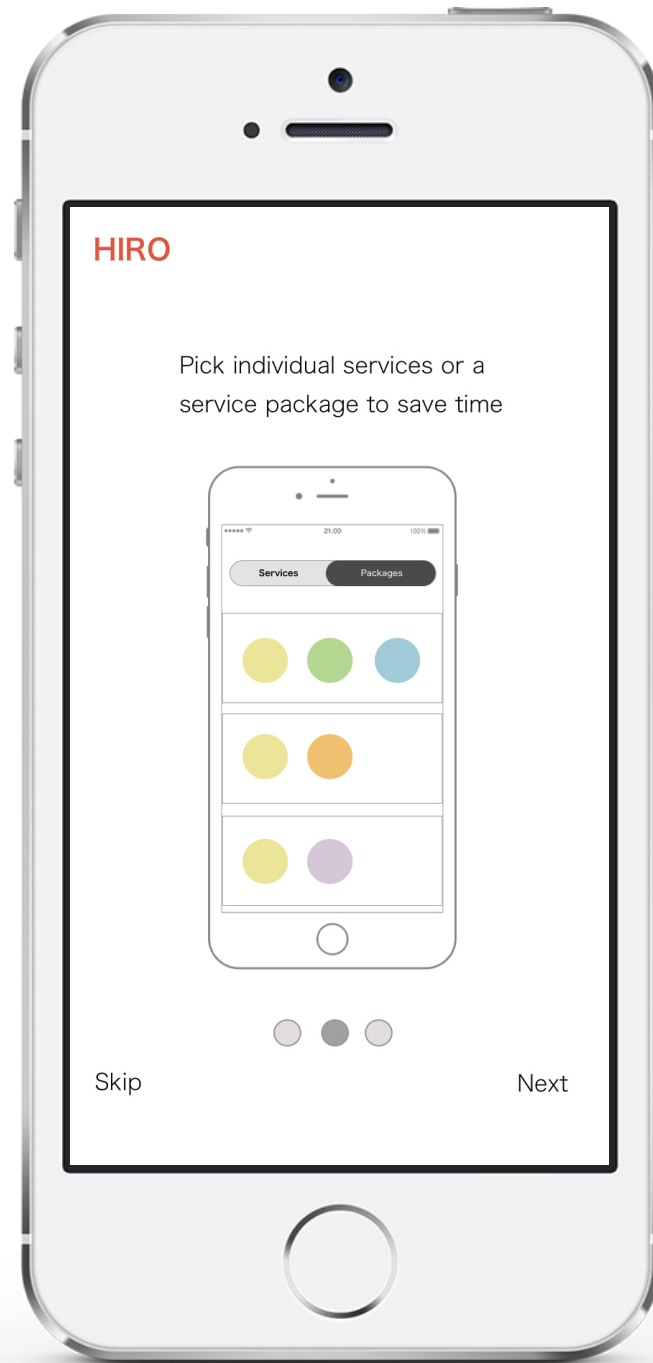 HIRO
Pick individual services or a
service package to save time
21:00
100%
Services
Packages
Skip
Next